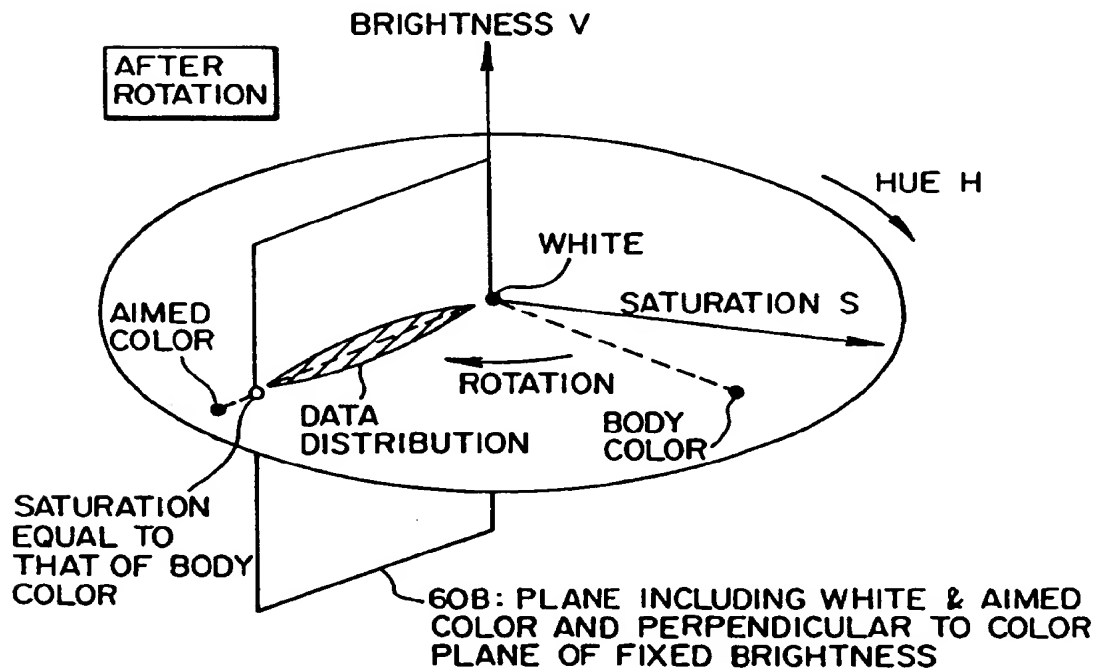 BRIGHTNESS V
AFTER
ROTATION
HUE H
WHITE
SATURATION S
AIMED
COLOR
ROTATION
DATA
DISTRIBUTION
BODY
COLOR
SATURATION
EQUAL TO
THAT OF BODY
COLOR
60B: PLANE INCLUDING WHITE & AIMED
COLOR AND PERPENDICULAR TO COLOR
PLANE OF FIXED BRIGHTNESS